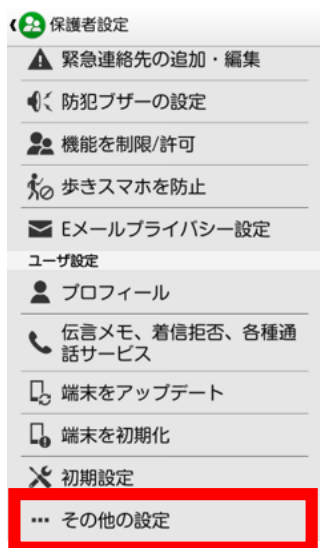 保護者設定
緊急連絡先の追加・編集
防犯ブザーの設定
機能を制限/許可
歩きスマホを防止
Eメールプライバシー設定
ユーザ設定
プロフィール
伝言メモ、着信拒否、各種通
話サービス
端末をアップデート
端末を初期化
初期設定
その他の設定